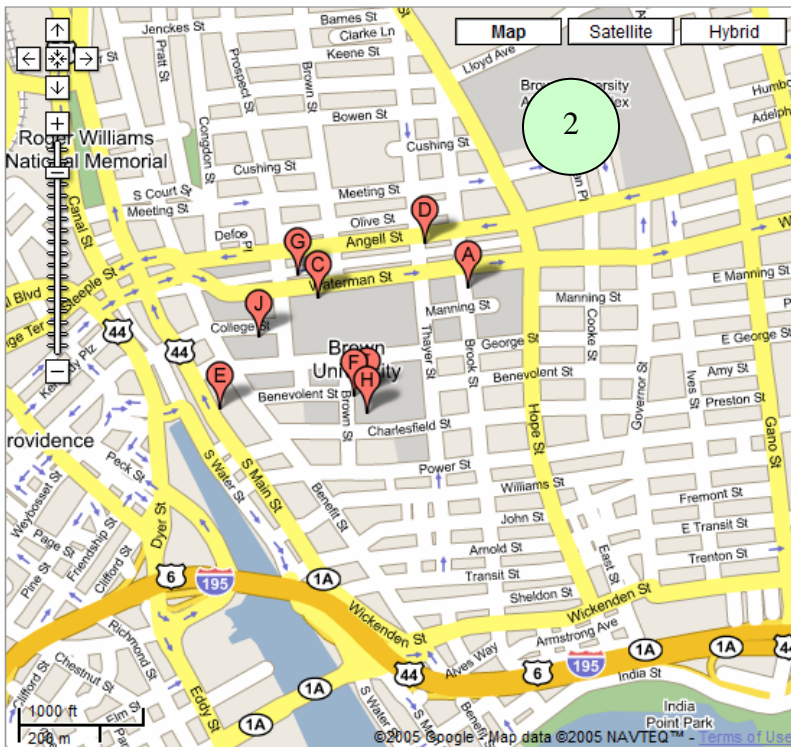 Map
Satellite
Hybrid
2
Barnes St
Clarke Ln
Keene St
Jenckes St
Pratt St
Prospect St
Brown St
Congdon St
Bowen St
Lloyd Ave
Cushing St
Cushing St
Roger Williams
National Memorial
Canal St
S Court St
Meeting St
Meeting St
Olive St
Defoe Pl
Angell St
Waterman St
Steeple St
College St
Manning St
Manning St
E Manning St
George St
E George St
Brown
University
Benevolent St
Benevolent St
Brown St
Charlesfield St
Thayer St
Brook St
Hope St
Cooke St
Governor St
Ives St
Amy St
Preston St
Gano St
Power St
Williams St
John St
Arnold St
Transit St
Sheldon St
East St
Fremont St
E Transit St
Trenton St
Wickenden St
Wickenden St
Armstrong Ave
Alves Way
India St
India
Point Park
S Main St
S Water St
Benefit St
Dyer St
Peck St
Weybosset St
Page St
Friendship St
Clifford St
Pine St
Richmond St
Chestnut St
Clifford St
Elm St
Eddy St
D
G
A
C
J
E
F
H
44
44
6
195
1A
1A
1A
44
6
195
1A
1A
1000 ft
200 m
©2005 Google - Map data ©2005 NAVTEQ™ - Terms of Use